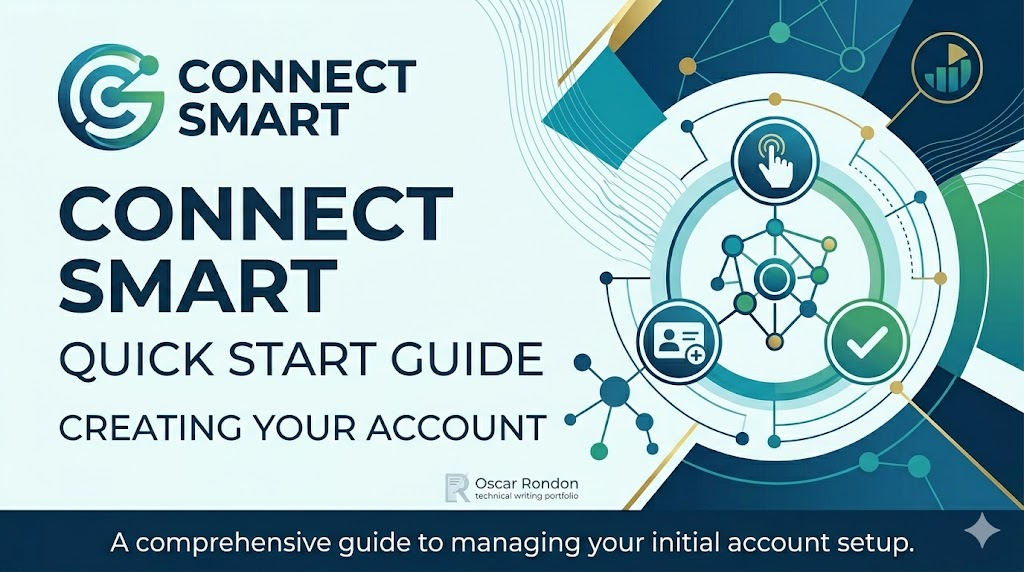 CONNECT
SMART
CONNECT
SMART
QUICK START GUIDE
CREATING YOUR ACCOUNT
Oscar Rondon
technical writing portfolio
A comprehensive guide to managing your initial account setup.